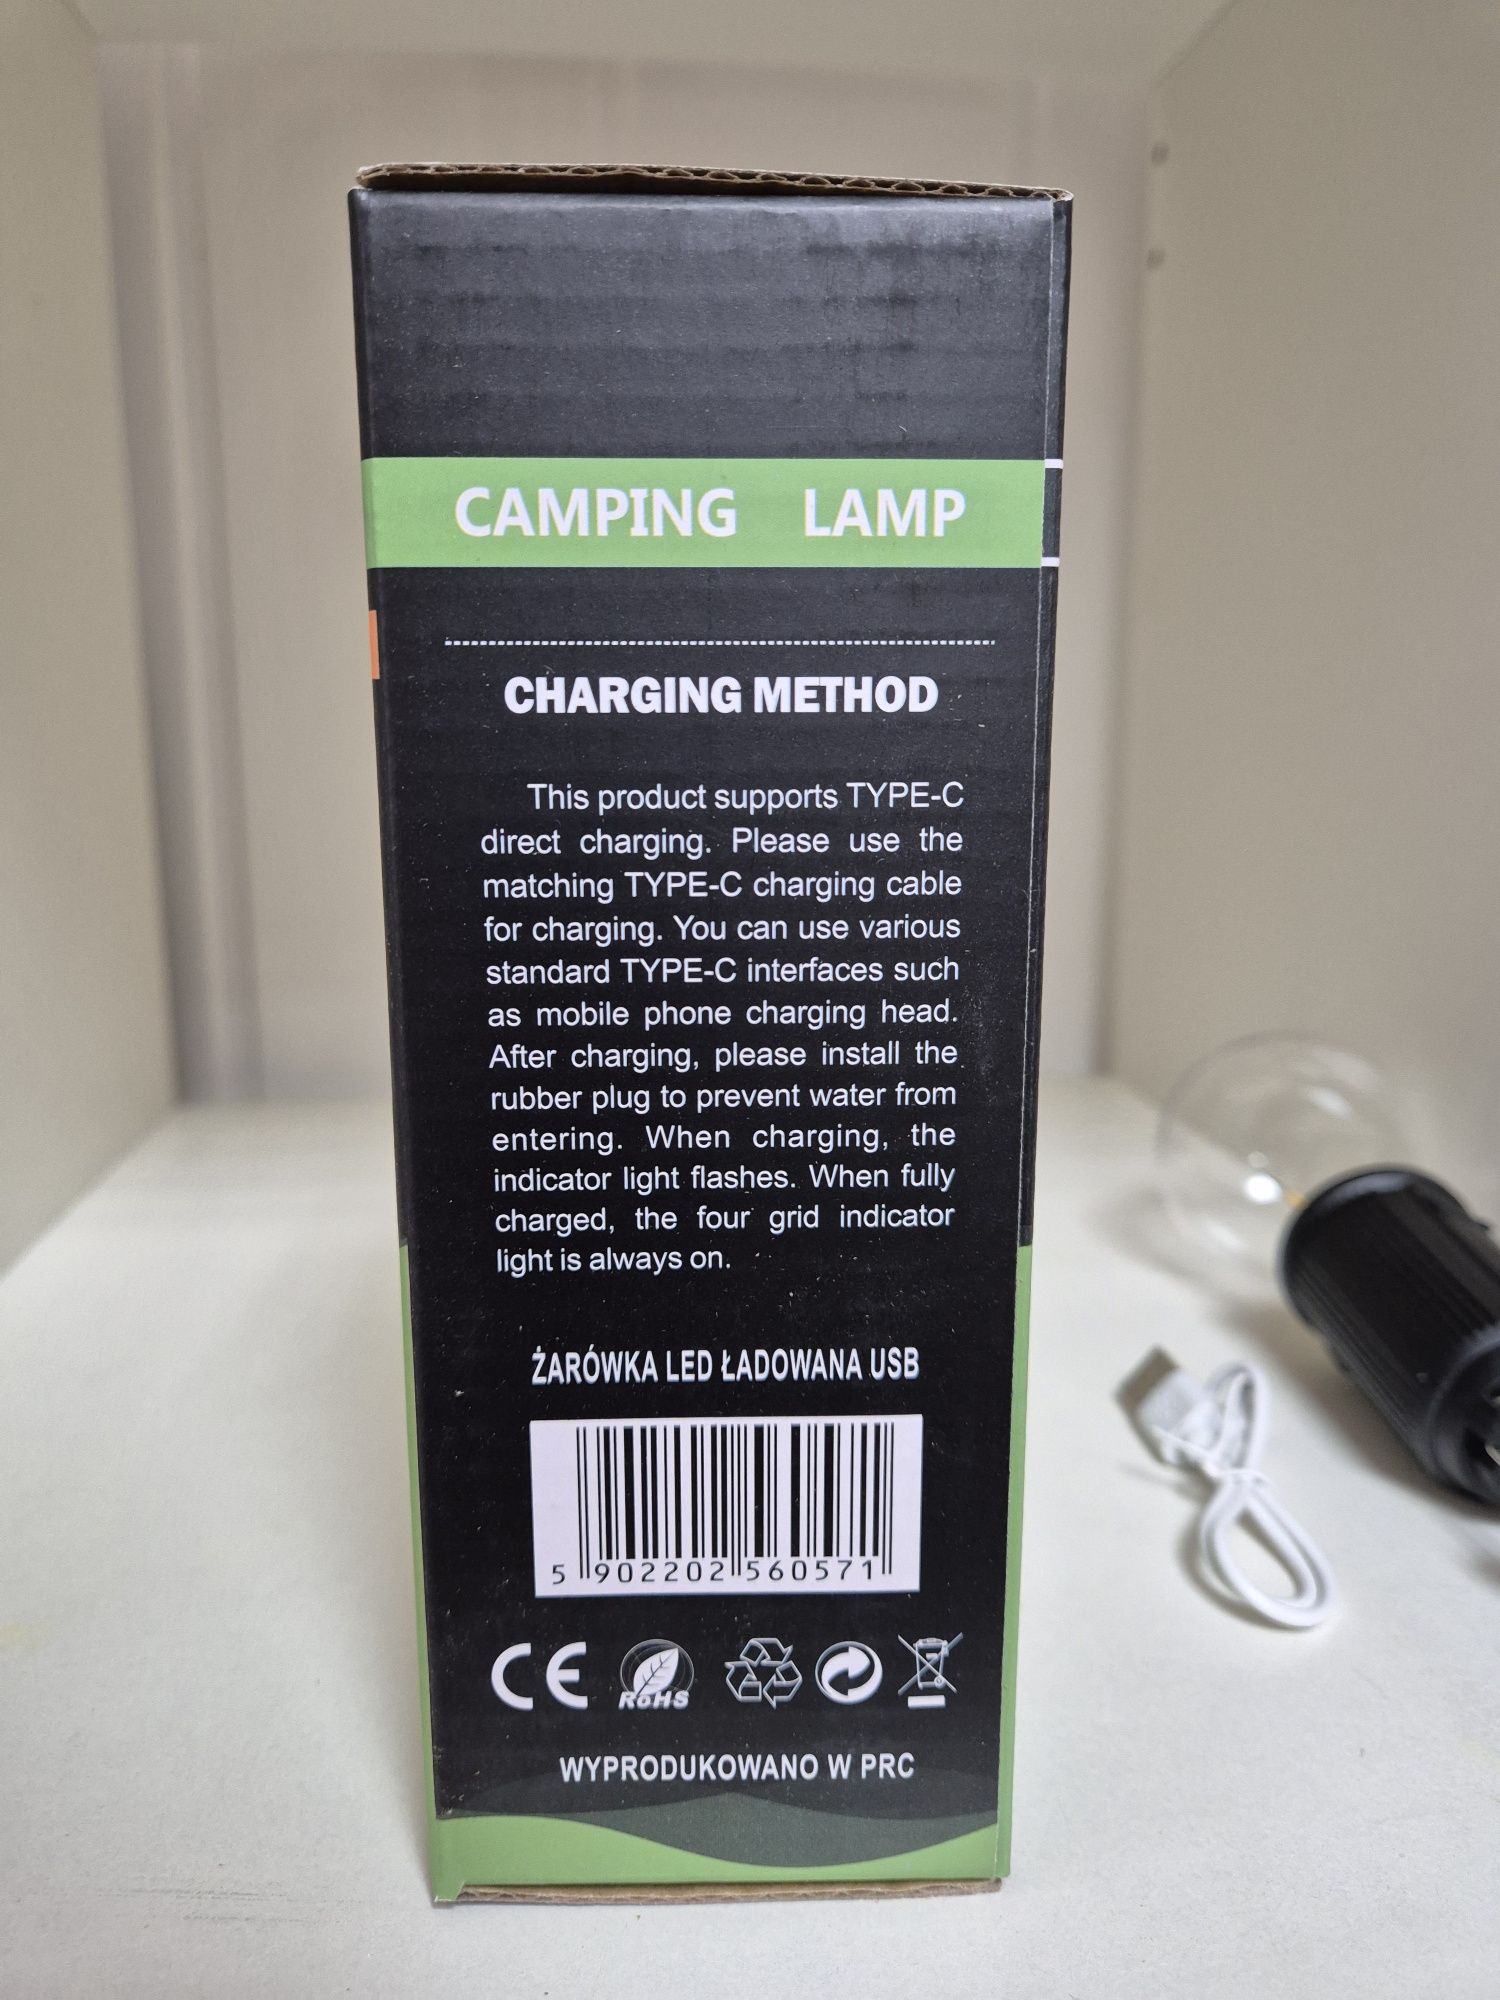 CAMPING LAMP
CHARGING METHOD
This product supports TYPE-C
direct charging. Please use the
matching TYPE-C charging cable
for charging. You can use various
standard TYPE-C interfaces such
as mobile phone charging head.
After charging, please install the
rubber plug to prevent water from
entering. When charging, the
indicator light flashes. When fully
charged, the four grid indicator
light is always on.
ŻARÓWKA LED ŁADOWANA USB
5 902202 560571
CE
RoHS
WYPRODUKOWANO W PRC